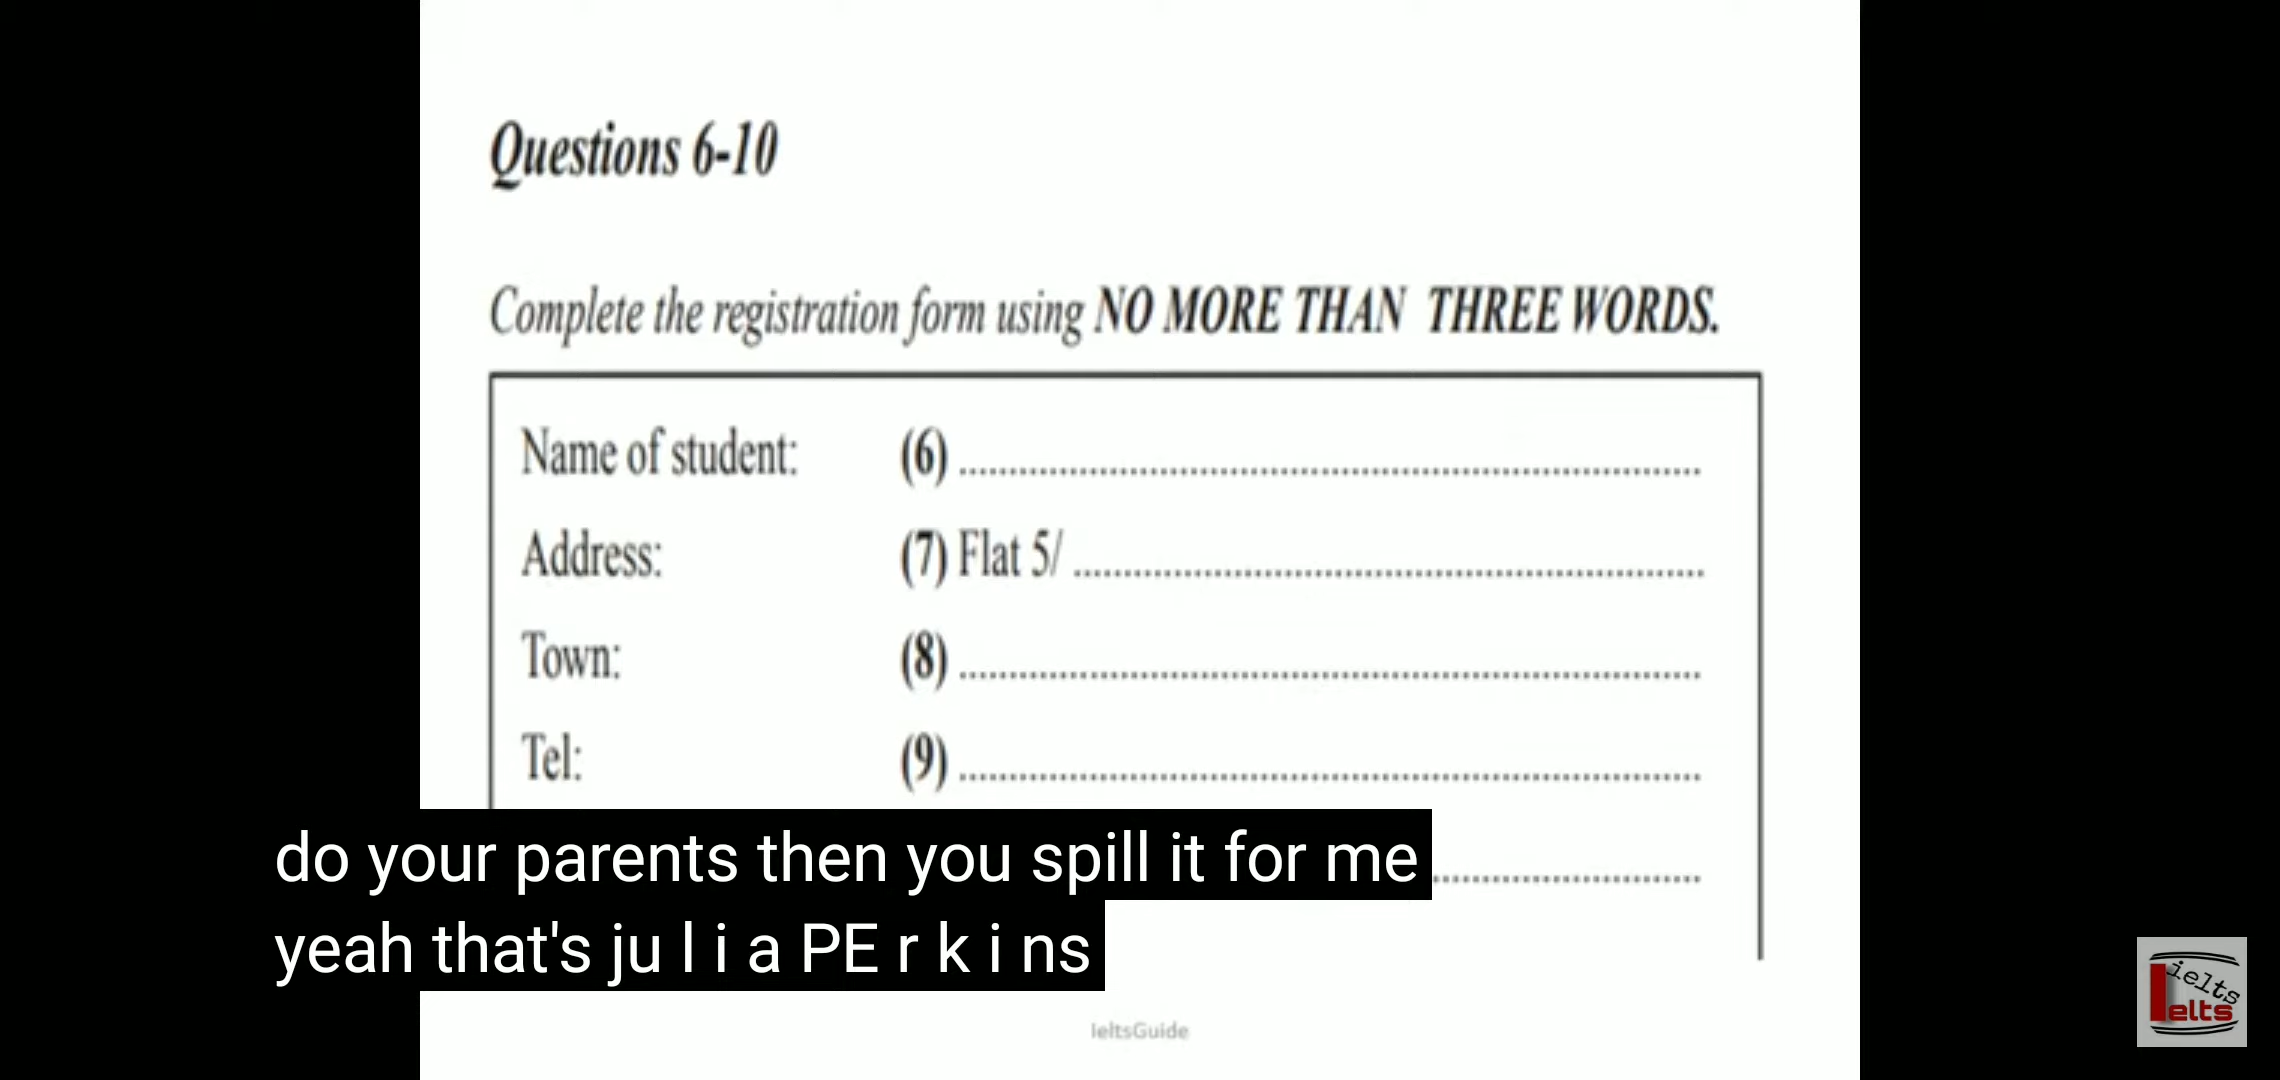 Questions 6-10
Complete the registration form using NO MORE THAN THREE WORDS.
Name of student: (6) ..........................................................................
Address: (7) Flat 5/ ...............................................................
Town: (8) ..........................................................................
Tel: (9) ..........................................................................
do your parents then you spill it for me
yeah that's ju l i a PE r k i ns
IeltsGuide
ielts
Ielts